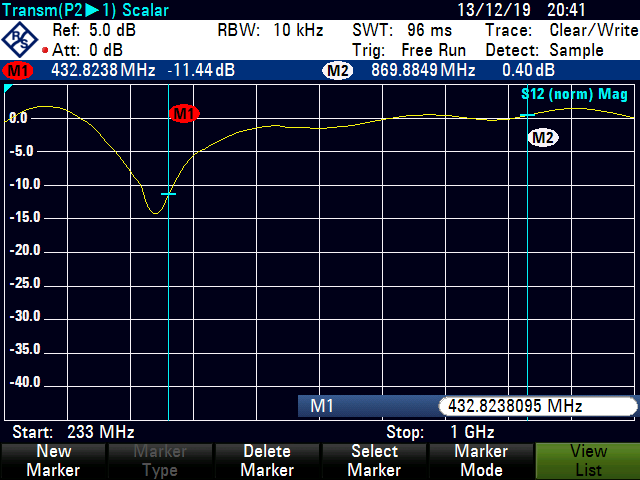 Transm(P2▶1) Scalar 13/12/19 20:41
Ref: 5.0 dB RBW: 10 kHz SWT: 96 ms Trace: Clear/Write
Att: 0 dB Trig: Free Run Detect: Sample
M1 432.8238 MHz -11.44 dB M2 869.8849 MHz 0.40 dB
S12 (norm) Mag
M1
0.0
M2
-5.0
-10.0
-15.0
-20.0
-25.0
-30.0
-35.0
-40.0
M1 432.8238095 MHz
Start: 233 MHz Stop: 1 GHz
New Marker Delete Select Marker View
Marker Type Marker Marker Mode List